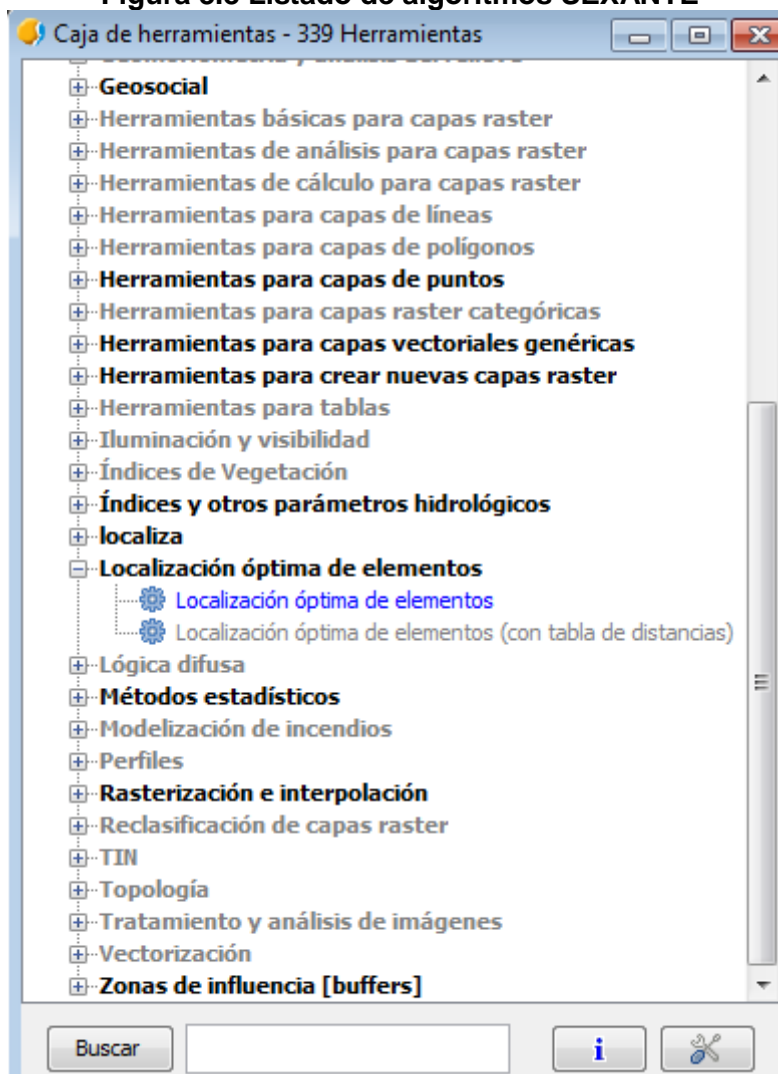 Figura 3.3 Listado de algoritmos SEXANTE
Caja de herramientas - 339 Herramientas
Geosocial
Herramientas básicas para capas raster
Herramientas de análisis para capas raster
Herramientas de cálculo para capas raster
Herramientas para capas de líneas
Herramientas para capas de polígonos
Herramientas para capas de puntos
Herramientas para capas raster categóricas
Herramientas para capas vectoriales genéricas
Herramientas para crear nuevas capas raster
Herramientas para tablas
Iluminación y visibilidad
Índices de Vegetación
Índices y otros parámetros hidrológicos
localiza
Localización óptima de elementos
Localización óptima de elementos
Localización óptima de elementos (con tabla de distancias)
Lógica difusa
Métodos estadísticos
Modelización de incendios
Perfiles
Rasterización e interpolación
Reclasificación de capas raster
TIN
Topología
Tratamiento y análisis de imágenes
Vectorización
Zonas de influencia [buffers]
Buscar
i